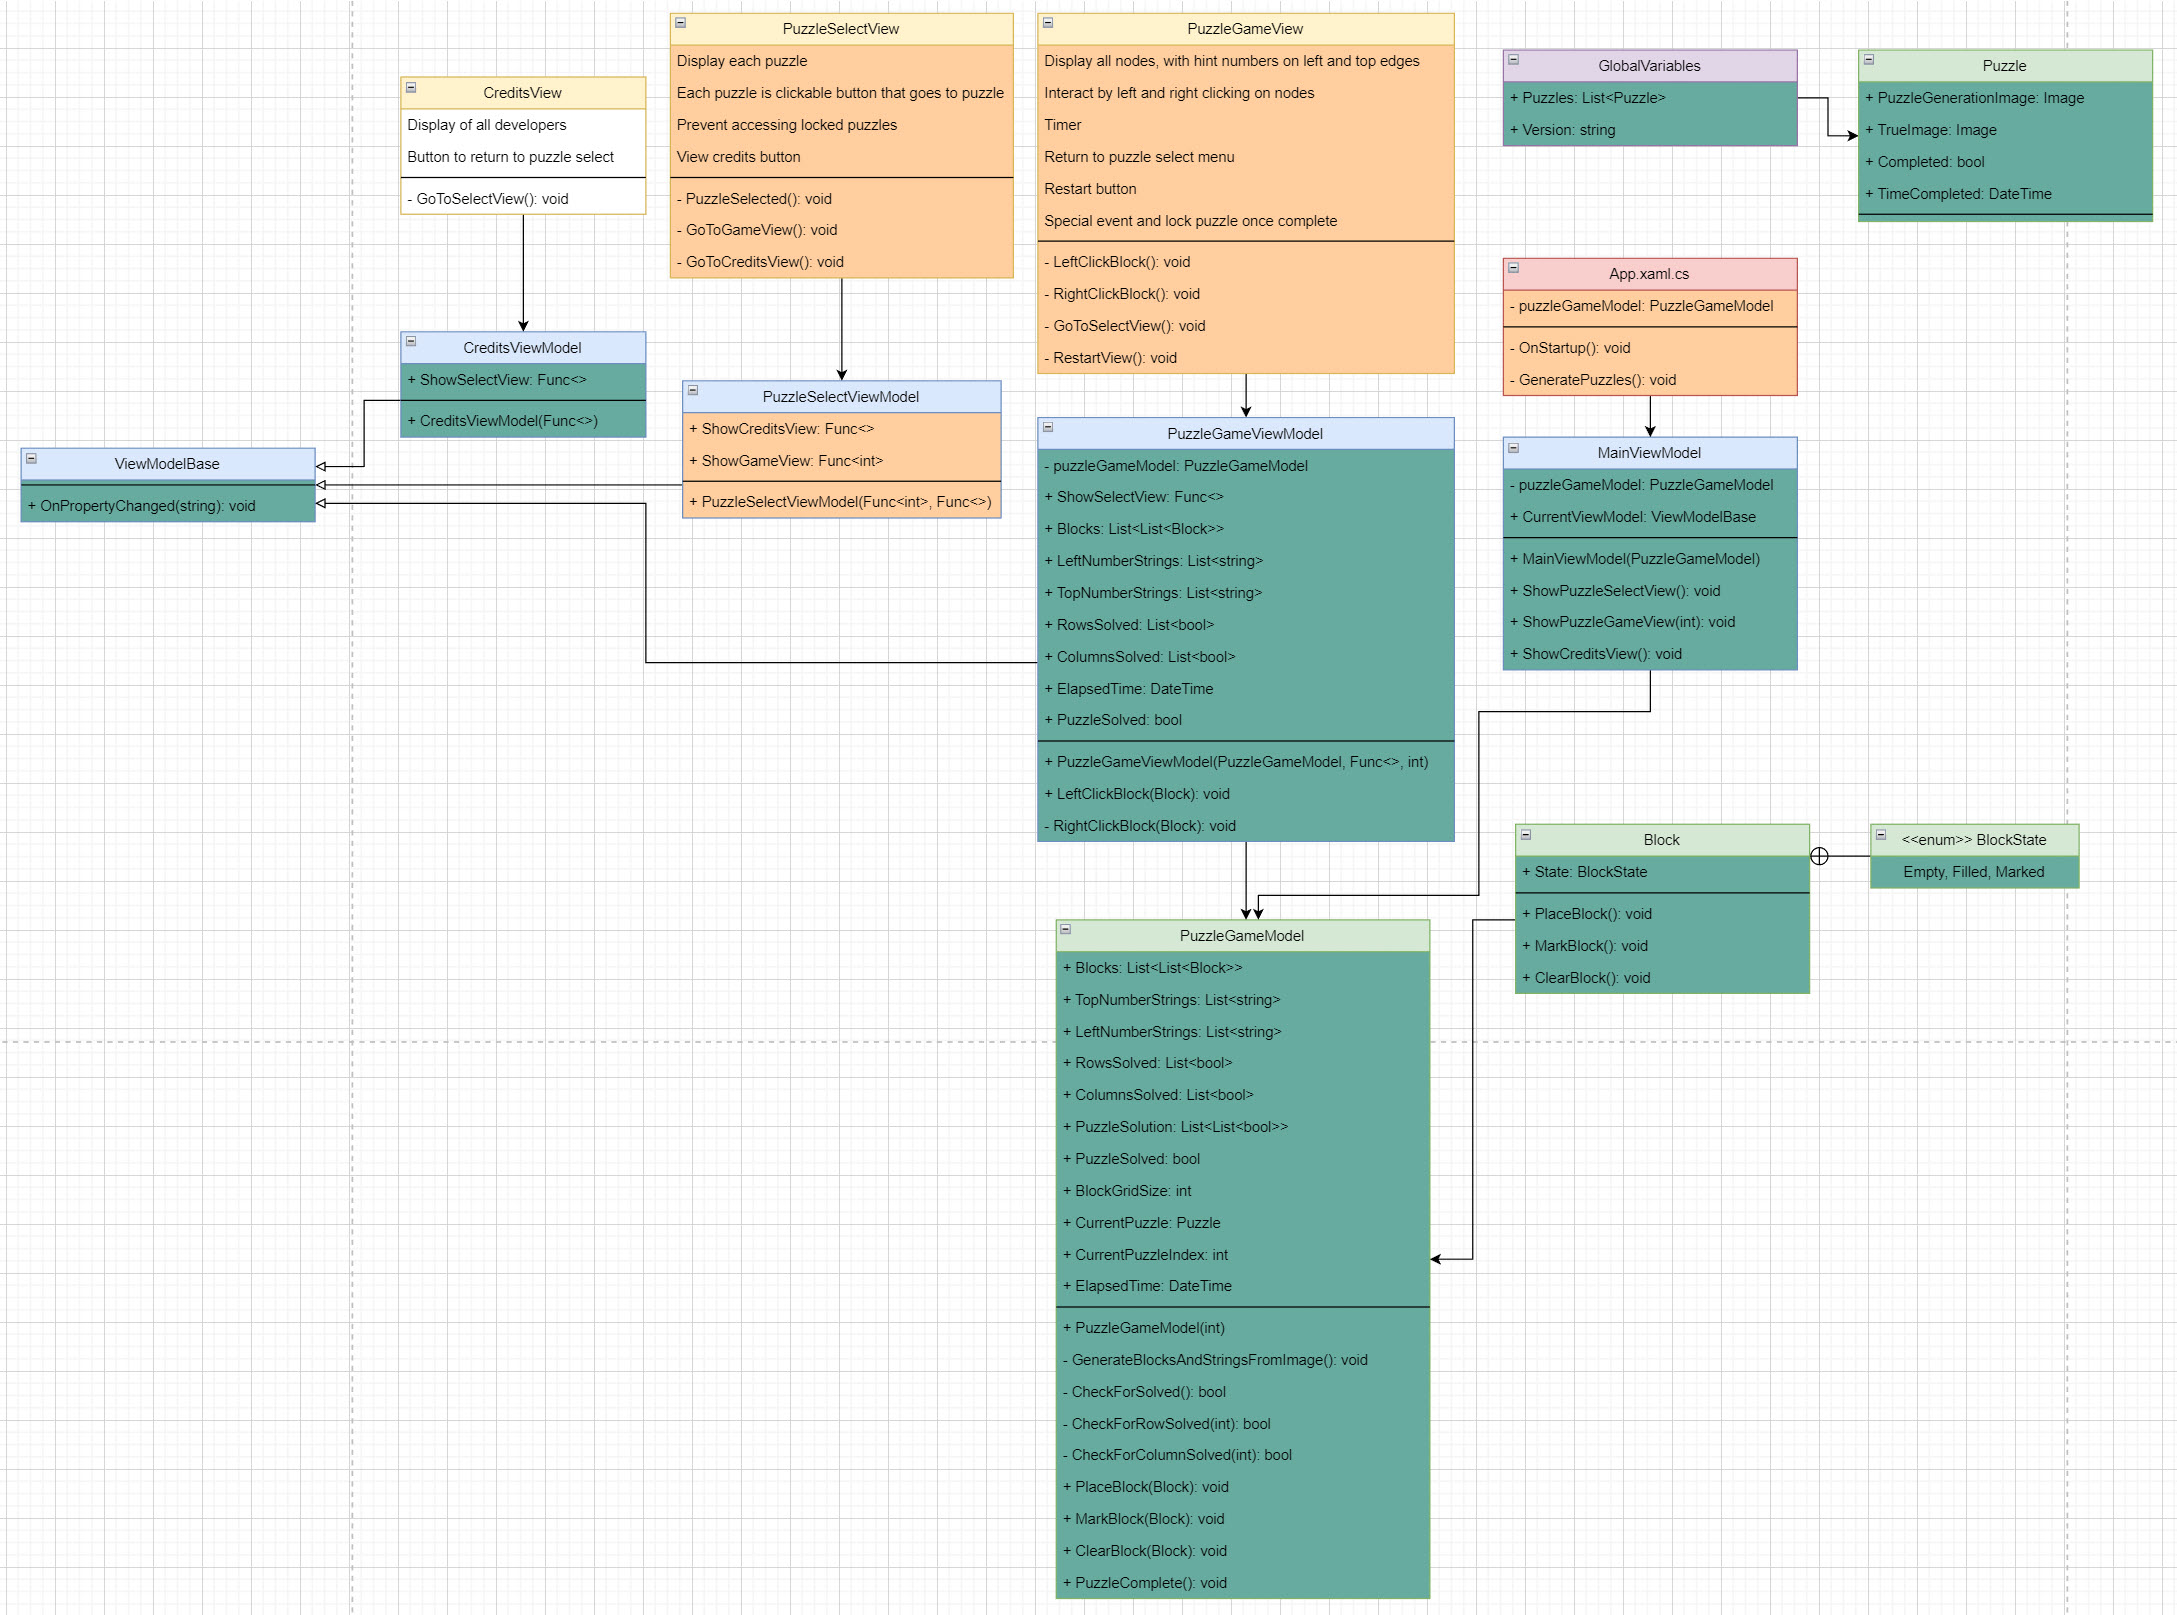 CreditsView
Display of all developers
Button to return to puzzle select
- GoToSelectView(): void
PuzzleSelectView
Display each puzzle
Each puzzle is clickable button that goes to puzzle
Prevent accessing locked puzzles
View credits button
- PuzzleSelected(): void
- GoToGameView(): void
- GoToCreditsView(): void
PuzzleGameView
Display all nodes, with hint numbers on left and top edges
Interact by left and right clicking on nodes
Timer
Return to puzzle select menu
Restart button
Special event and lock puzzle once complete
- LeftClickBlock(): void
- RightClickBlock(): void
- GoToSelectView(): void
- RestartView(): void
GlobalVariables
+ Puzzles: List<Puzzle>
+ Version: string
Puzzle
+ PuzzleGenerationImage: Image
+ TrueImage: Image
+ Completed: bool
+ TimeCompleted: DateTime
App.xaml.cs
- puzzleGameModel: PuzzleGameModel
- OnStartup(): void
- GeneratePuzzles(): void
CreditsViewModel
+ ShowSelectView: Func<>
+ CreditsViewModel(Func<>)
PuzzleSelectViewModel
+ ShowCreditsView: Func<>
+ ShowGameView: Func<int>
+ PuzzleSelectViewModel(Func<int>, Func<>)
ViewModelBase
+ OnPropertyChanged(string): void
PuzzleGameViewModel
- puzzleGameModel: PuzzleGameModel
+ ShowSelectView: Func<>
+ Blocks: List<List<Block>>
+ LeftNumberStrings: List<string>
+ TopNumberStrings: List<string>
+ RowsSolved: List<bool>
+ ColumnsSolved: List<bool>
+ ElapsedTime: DateTime
+ PuzzleSolved: bool
+ PuzzleGameViewModel(PuzzleGameModel, Func<>, int)
+ LeftClickBlock(Block): void
- RightClickBlock(Block): void
MainViewModel
- puzzleGameModel: PuzzleGameModel
+ CurrentViewModel: ViewModelBase
+ MainViewModel(PuzzleGameModel)
+ ShowPuzzleSelectView(): void
+ ShowPuzzleGameView(int): void
+ ShowCreditsView(): void
Block
+ State: BlockState
+ PlaceBlock(): void
+ MarkBlock(): void
+ ClearBlock(): void
<<enum>> BlockState
Empty, Filled, Marked
PuzzleGameModel
+ Blocks: List<List<Block>>
+ TopNumberStrings: List<string>
+ LeftNumberStrings: List<string>
+ RowsSolved: List<bool>
+ ColumnsSolved: List<bool>
+ PuzzleSolution: List<List<bool>>
+ PuzzleSolved: bool
+ BlockGridSize: int
+ CurrentPuzzle: Puzzle
+ CurrentPuzzleIndex: int
+ ElapsedTime: DateTime
+ PuzzleGameModel(int)
- GenerateBlocksAndStringsFromImage(): void
- CheckForSolved(): bool
- CheckForRowSolved(int): bool
- CheckForColumnSolved(int): bool
+ PlaceBlock(Block): void
+ MarkBlock(Block): void
+ ClearBlock(Block): void
+ PuzzleComplete(): void